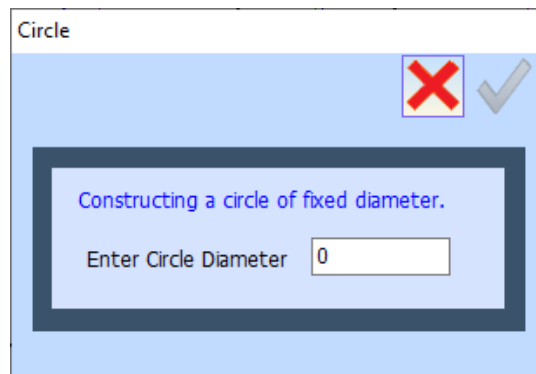 Circle
Constructing a circle of fixed diameter.
Enter Circle Diameter 0